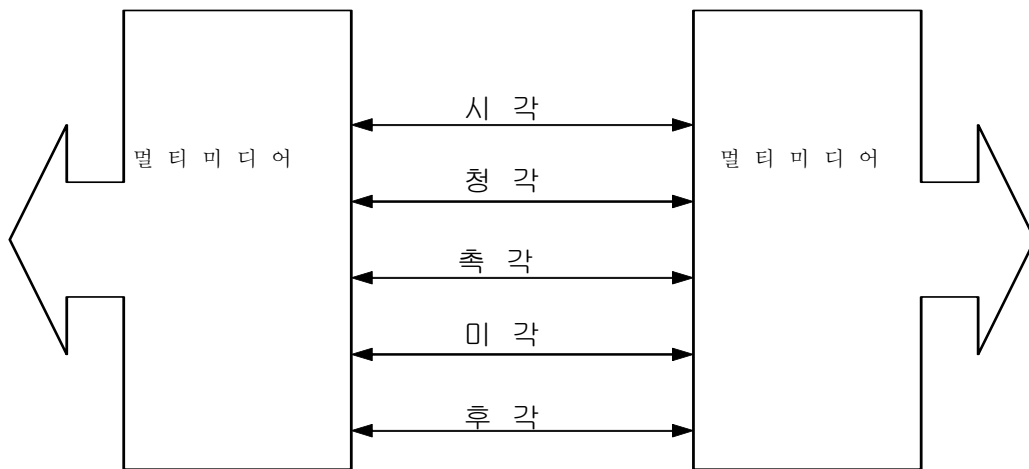 시 각
멀 티 미 디 어
멀 티 미 디 어
청 각
촉 각
미 각
후 각